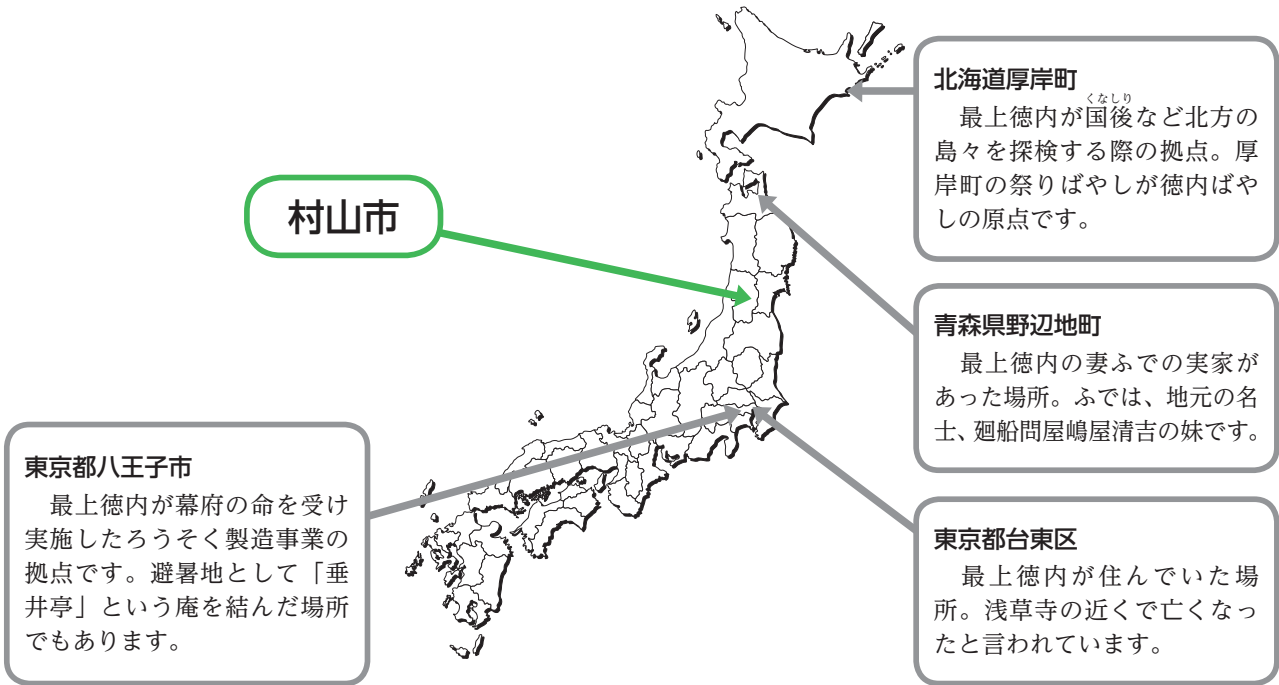 北海道厚岸町
くなしり
最上徳内が国後など北方の
島々を探検する際の拠点。厚
岸町の祭りばやしが徳内ばや
しの原点です。
村山市
青森県野辺地町
最上徳内の妻ふでの実家が
あった場所。ふでは、地元の名
士、廻船問屋嶋屋清吉の妹です。
東京都八王子市
最上徳内が幕府の命を受け
実施したろうそく製造事業の
拠点です。避暑地として「垂
井亭」という庵を結んだ場所
でもあります。
東京都台東区
最上徳内が住んでいた場
所。浅草寺の近くで亡くなっ
たと言われています。